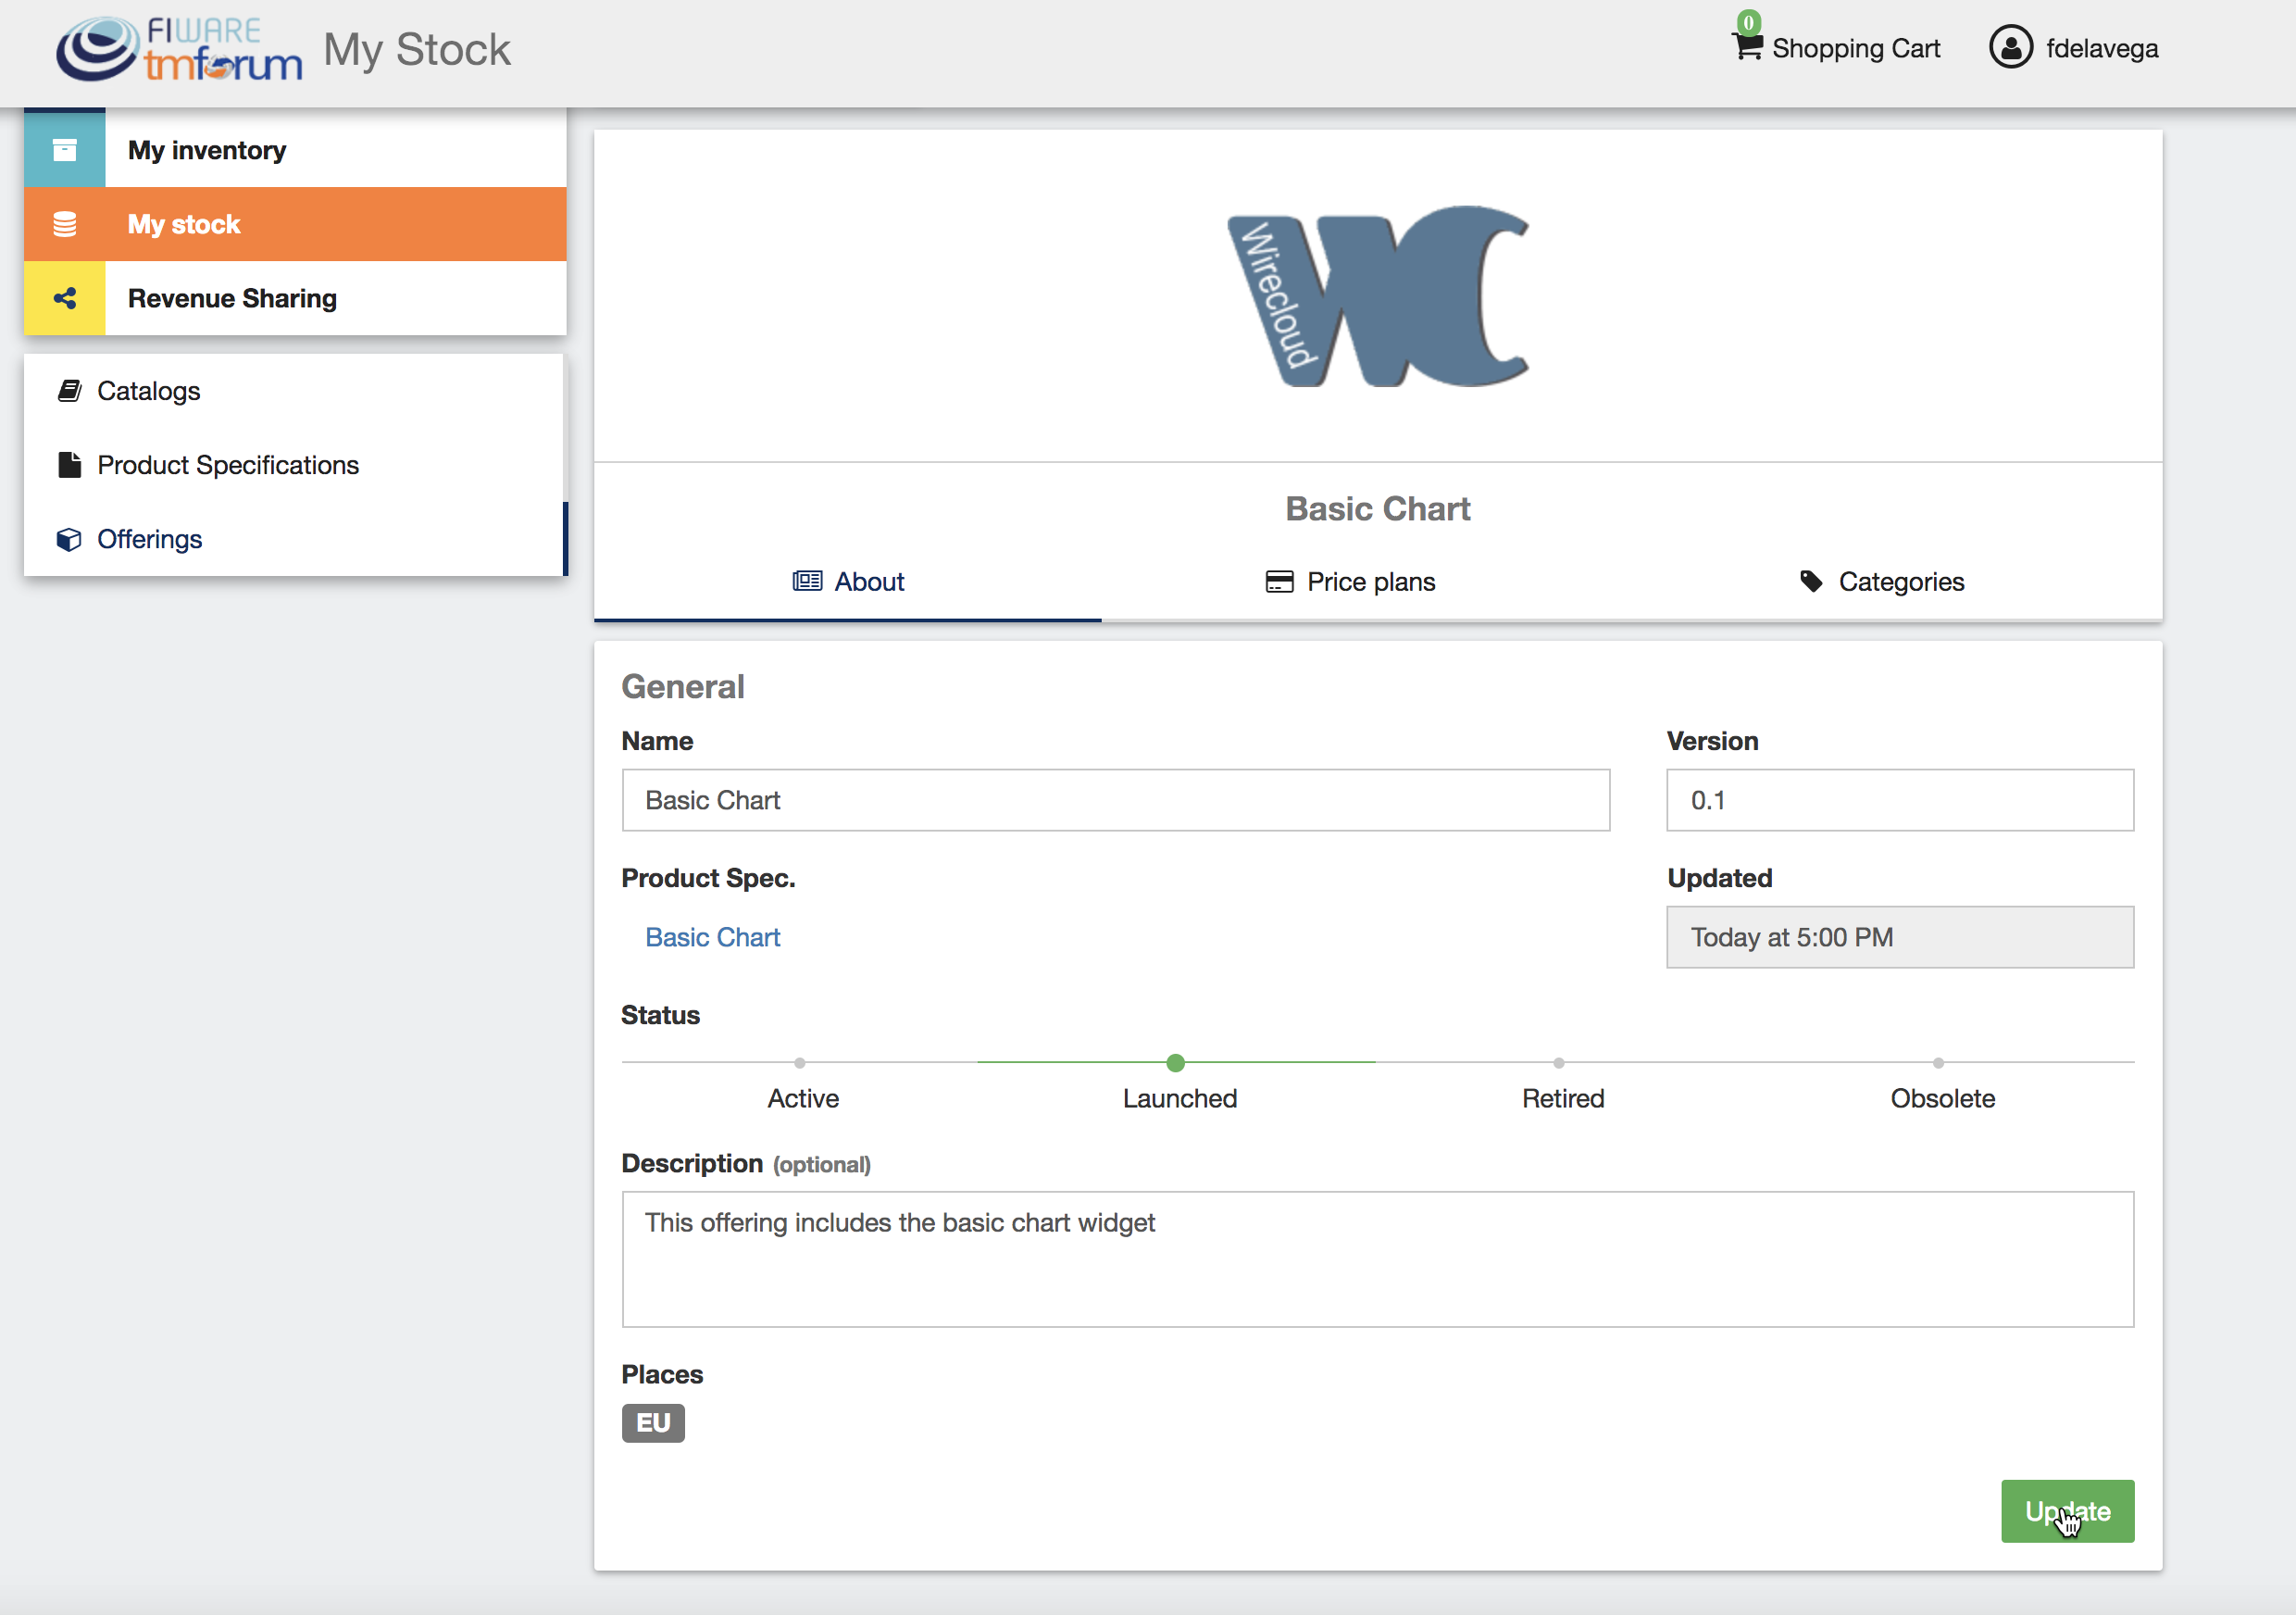 FIWARE
tmforum
My Stock
0
Shopping Cart
fdelavega
My inventory
My stock
Revenue Sharing
Catalogs
Product Specifications
Offerings
Wirecloud
WC
Basic Chart
About
Price plans
Categories
General
Name
Version
Basic Chart
0.1
Product Spec.
Updated
Basic Chart
Today at 5:00 PM
Status
Active
Launched
Retired
Obsolete
Description (optional)
This offering includes the basic chart widget
Places
EU
Update